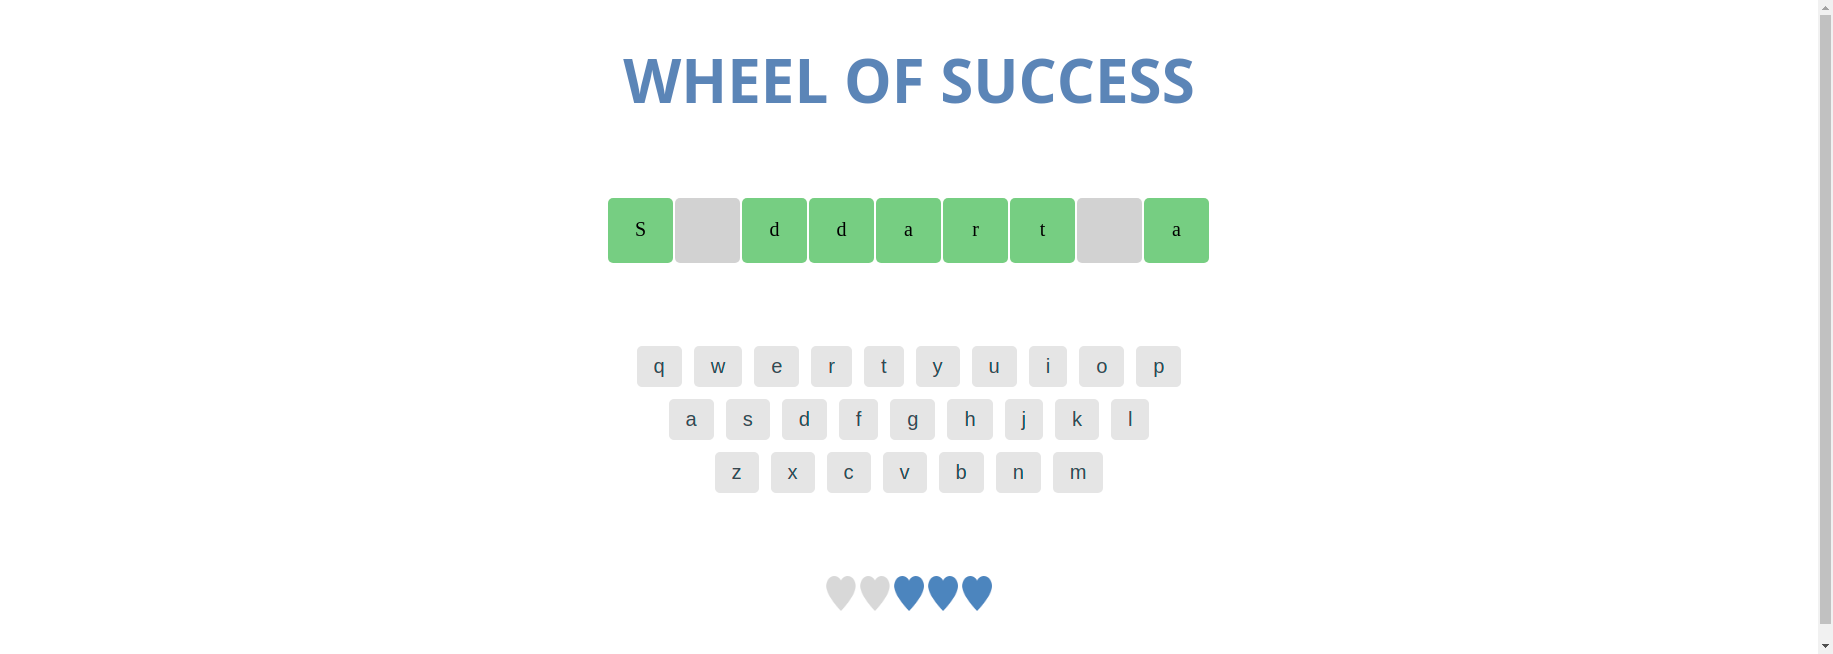 WHEEL OF SUCCESS
S d d a r t a
q w e r t y u i o p
a s d f g h j k l
z x c v b n m